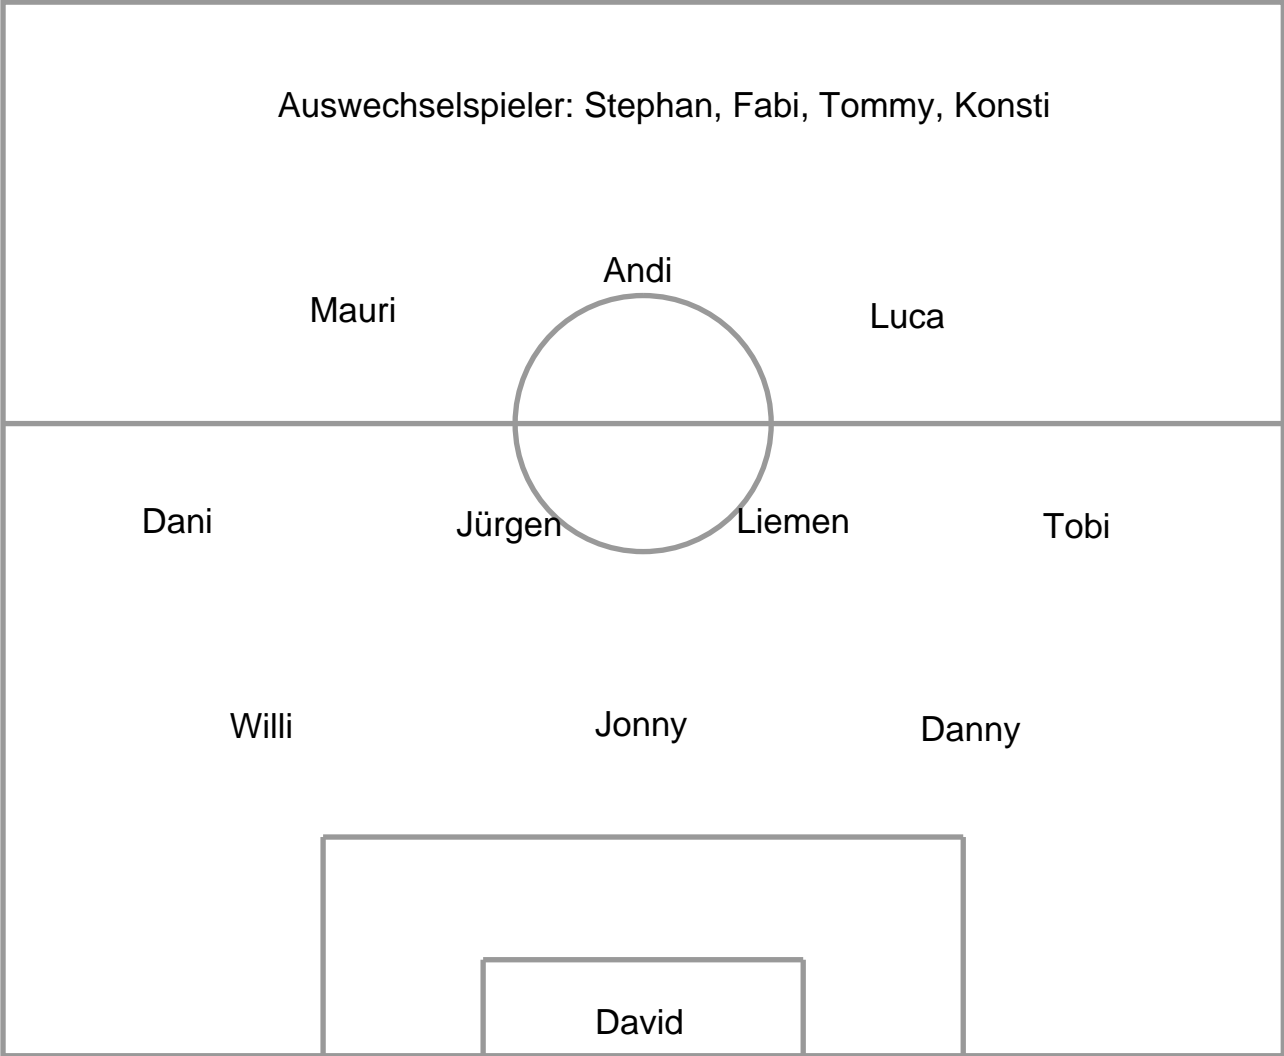 Auswechselspieler: Stephan, Fabi, Tommy, Konsti
Andi
Mauri
Luca
Dani
Jürgen
Liemen
Tobi
Willi
Jonny
Danny
David